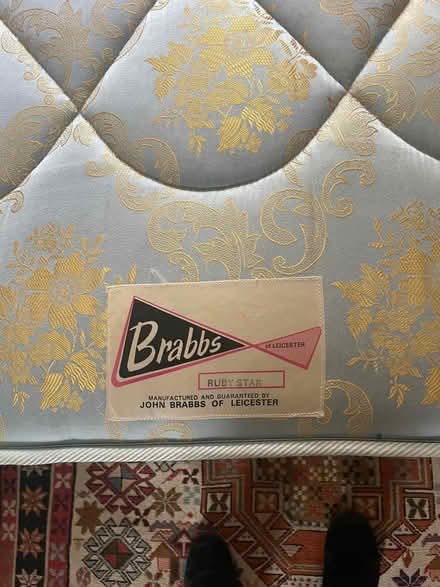 Brabbs
OF LEICESTER
RUBY STAR
MANUFACTURED AND GUARANTEED BY
JOHN BRABBS OF LEICESTER